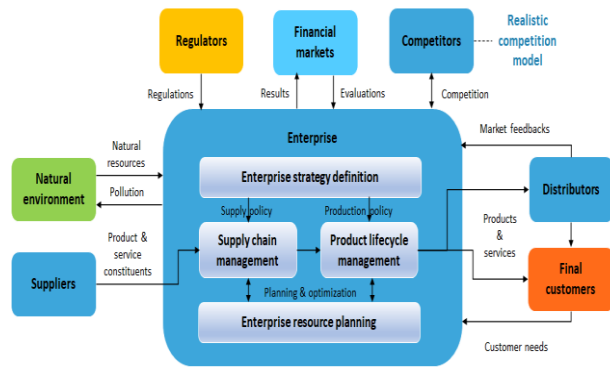 Regulators
Financial
markets
Competitors
Realistic
competition
model
Regulations
Results
Evaluations
Competition
Enterprise
Market feedbacks
Natural
resources
Natural
environment
Pollution
Enterprise strategy definition
Distributors
Supply policy
Production policy
Product &
service
constituents
Supply chain
management
Product lifecycle
management
Products
&
services
Suppliers
Final
customers
Planning & optimization
Enterprise resource planning
Customer needs